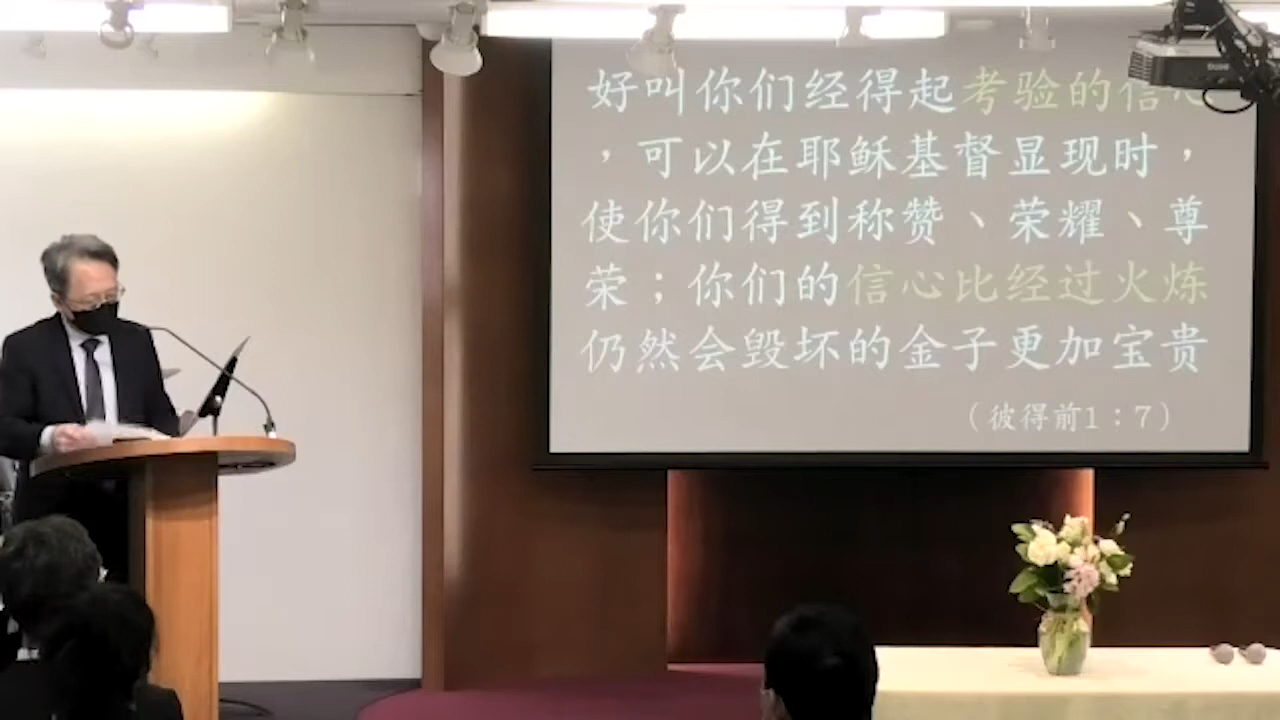 好叫你们经得起考验的信心
，可以在耶稣基督显现时，
使你们得到称赞、荣耀、尊
荣；你们的信心比经过火炼
仍然会毁坏的金子更加宝贵
（彼得前1：7）